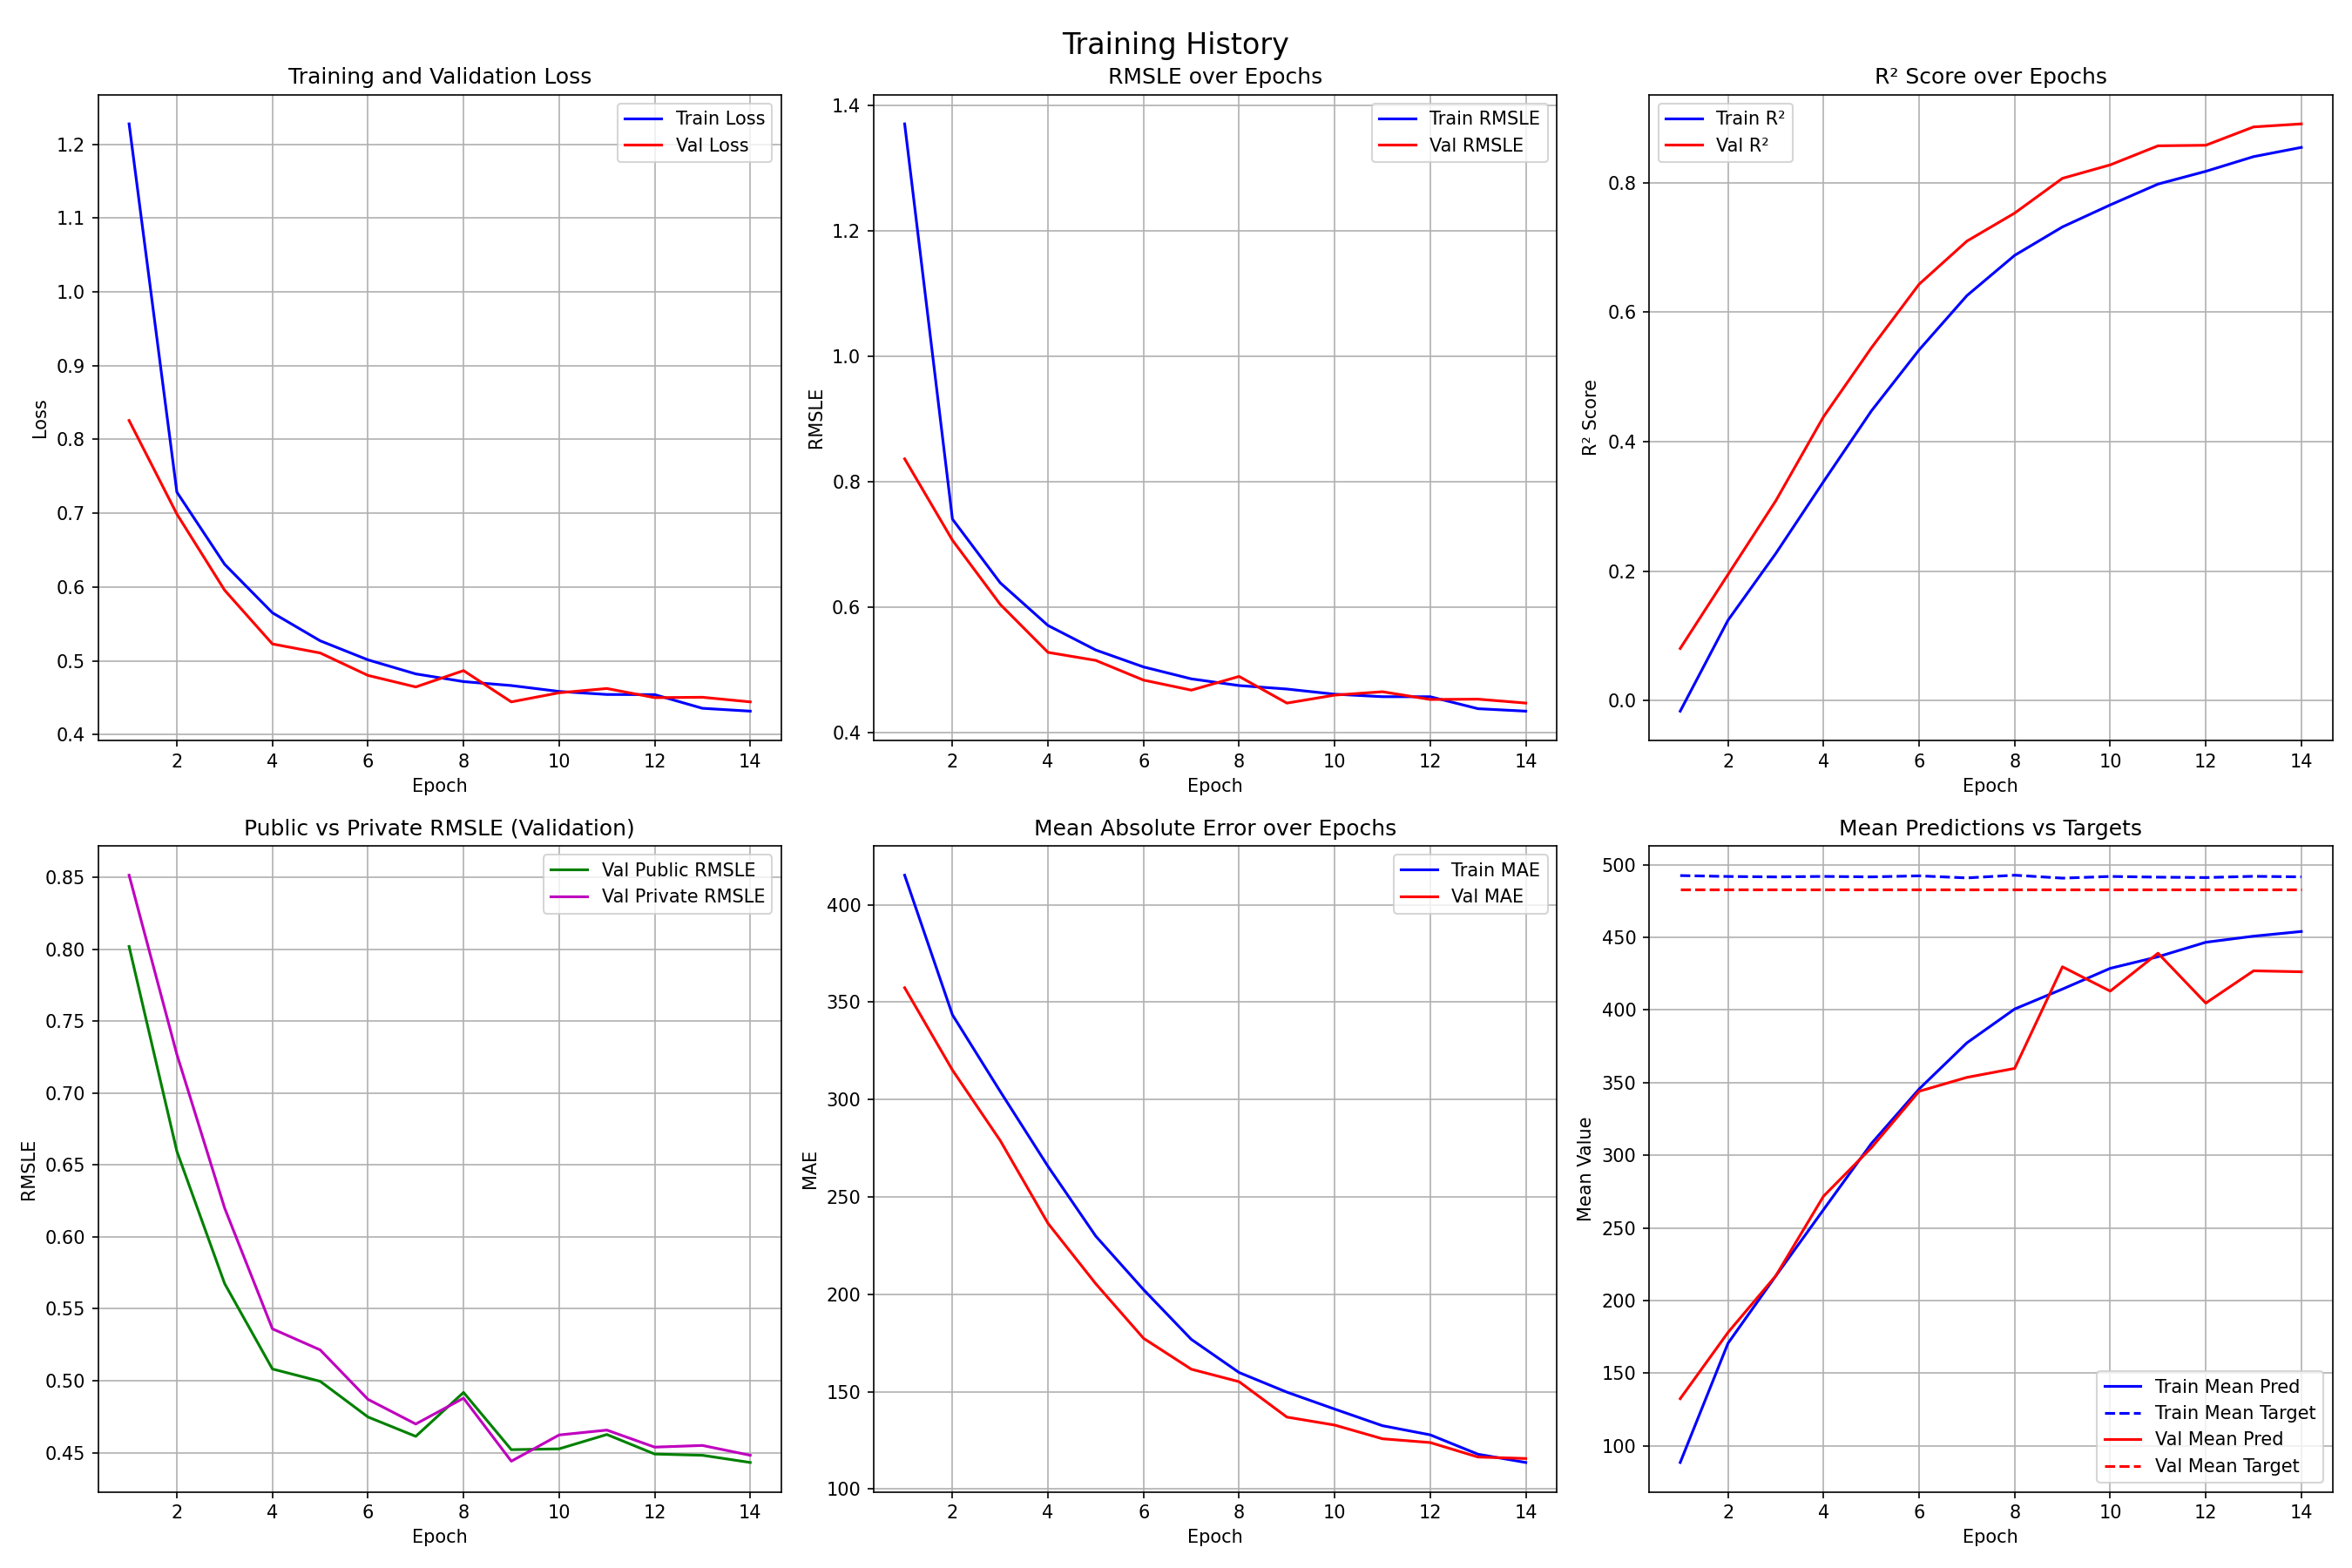 Training History
Training and Validation Loss
Loss
1.2
1.1
1.0
0.9
0.8
0.7
0.6
0.5
0.4
Train Loss
Val Loss
2 4 6 8 10 12 14
Epoch
RMSLE over Epochs
RMSLE
1.4
1.2
1.0
0.8
0.6
0.4
Train RMSLE
Val RMSLE
2 4 6 8 10 12 14
Epoch
R² Score over Epochs
R² Score
0.8
0.6
0.4
0.2
0.0
Train R²
Val R²
2 4 6 8 10 12 14
Epoch
Public vs Private RMSLE (Validation)
RMSLE
0.85
0.80
0.75
0.70
0.65
0.60
0.55
0.50
0.45
Val Public RMSLE
Val Private RMSLE
2 4 6 8 10 12 14
Epoch
Mean Absolute Error over Epochs
MAE
400
350
300
250
200
150
100
Train MAE
Val MAE
2 4 6 8 10 12 14
Epoch
Mean Predictions vs Targets
Mean Value
500
450
400
350
300
250
200
150
100
Train Mean Pred
Train Mean Target
Val Mean Pred
Val Mean Target
2 4 6 8 10 12 14
Epoch